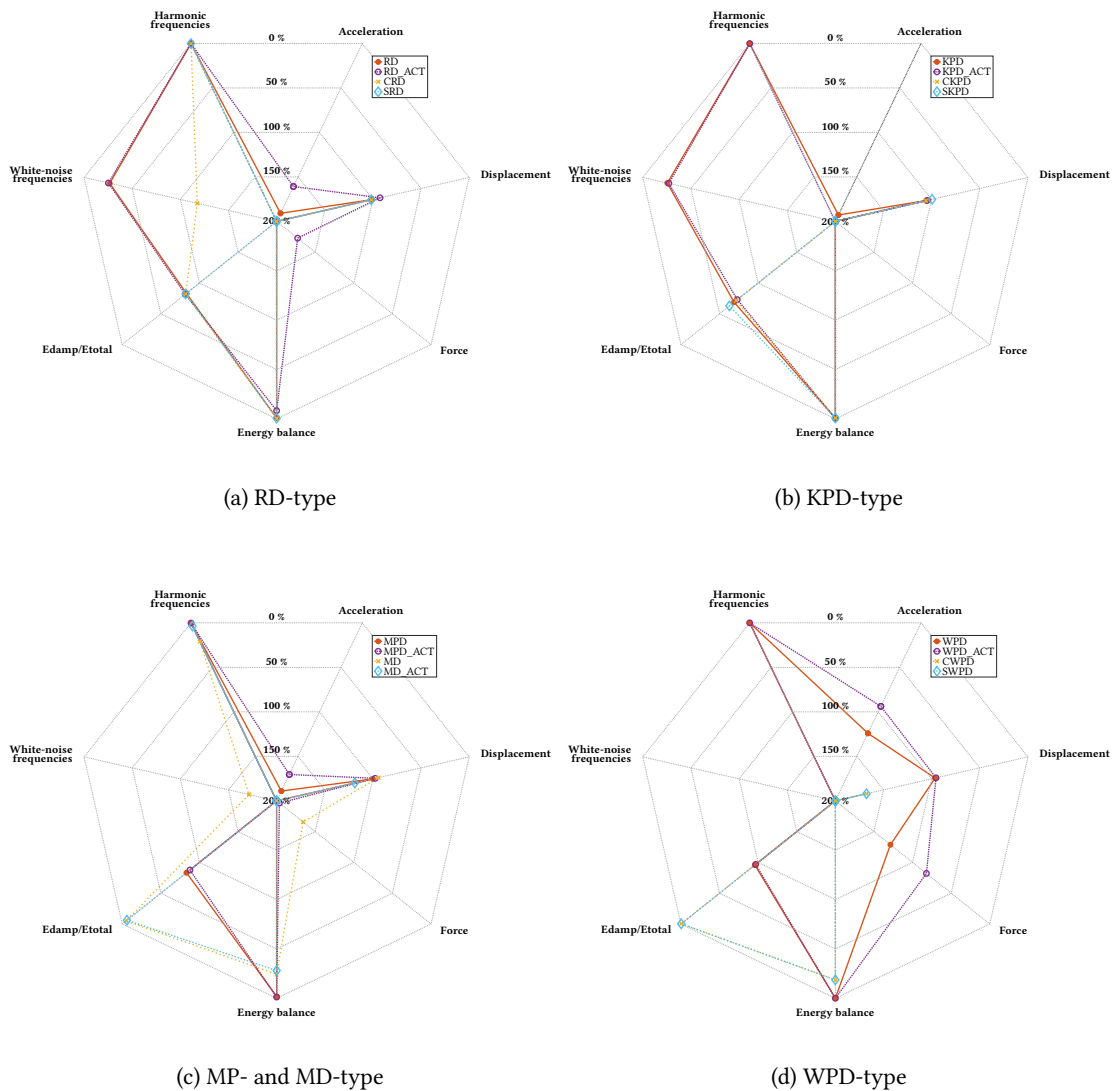 Harmonic
frequencies
0 %
Acceleration
RD
RD_ACT
CRD
SRD
50 %
100 %
White-noise
frequencies
150 %
Displacement
20 %
Edamp/Etotal
Force
Energy balance
(a) RD-type
Harmonic
frequencies
0 %
Acceleration
KPD
KPD_ACT
CKPD
SKPD
50 %
100 %
White-noise
frequencies
150 %
Displacement
20 %
Edamp/Etotal
Force
Energy balance
(b) KPD-type
Harmonic
frequencies
0 %
Acceleration
MPD
MPD_ACT
MD
MD_ACT
50 %
100 %
White-noise
frequencies
150 %
Displacement
20 %
Edamp/Etotal
Force
Energy balance
(c) MP- and MD-type
Harmonic
frequencies
0 %
Acceleration
WPD
WPD_ACT
CWPD
SWPD
50 %
100 %
White-noise
frequencies
150 %
Displacement
20 %
Edamp/Etotal
Force
Energy balance
(d) WPD-type